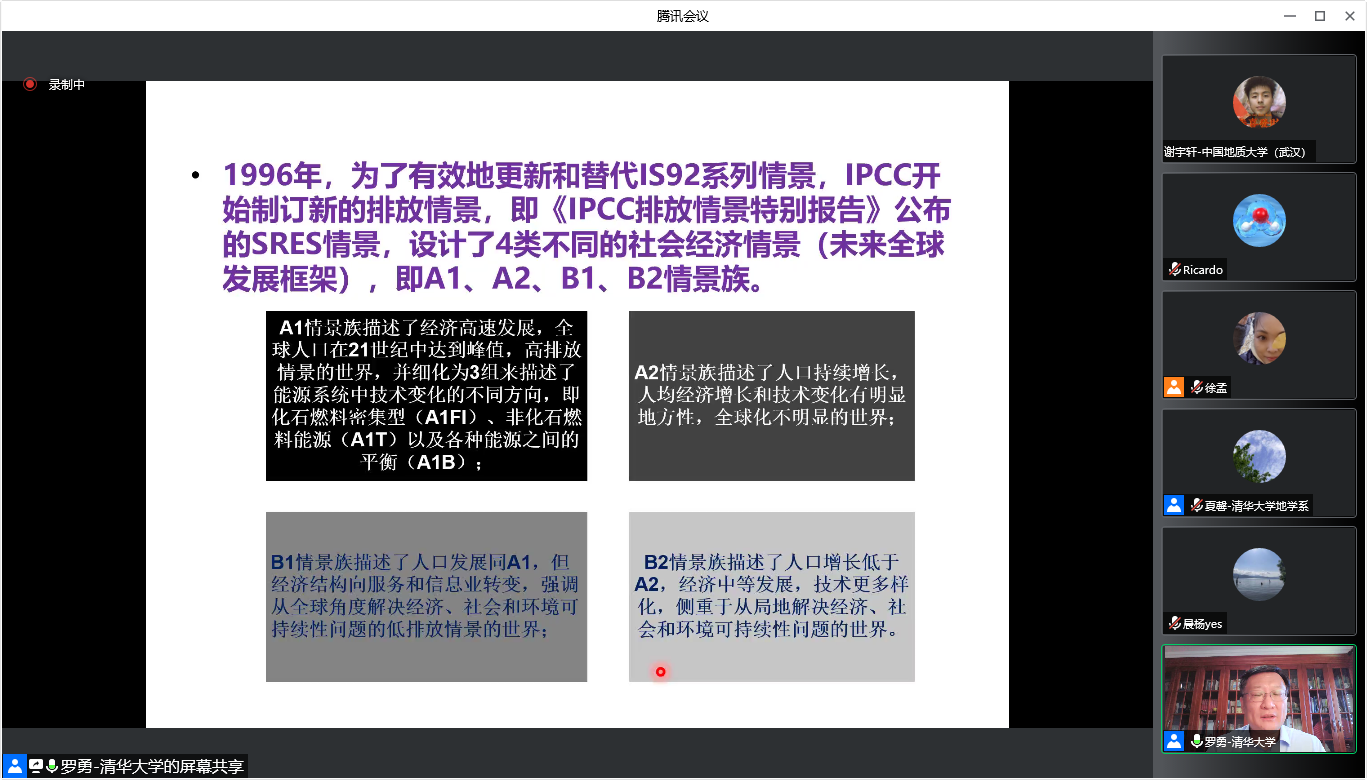 腾讯会议
录制中
• 1996年，为了有效地更新和替代IS92系列情景，IPCC开
始制订新的排放情景，即《IPCC排放情景特别报告》公布
的SRES情景，设计了4类不同的社会经济情景（未来全球
发展框架），即A1、A2、B1、B2情景族。
A1情景族描述了经济高速发展，全
球人口在21世纪中达到峰值，高排放
情景的世界，并细化为3组来描述了
能源系统中技术变化的不同方向，即
化石燃料密集型（A1FI）、非化石燃
料能源（A1T）以及各种能源之间的
平衡（A1B）；
A2情景族描述了人口持续增长，
人均经济增长和技术变化有明显
地方性，全球化不明显的世界；
B1情景族描述了人口发展同A1，但
经济结构向服务和信息业转变，强调
从全球角度解决经济、社会和环境可
持续性问题的低排放情景的世界；
B2情景族描述了人口增长低于
A2，经济中等发展，技术更多样
化，侧重于从局地解决经济、社
会和环境可持续性问题的世界。
谢宇轩-中国地质大学（武汉）
Ricardo
徐孟
夏馨-清华大学地学系
晨杨yes
罗勇-清华大学
罗勇-清华大学的屏幕共享